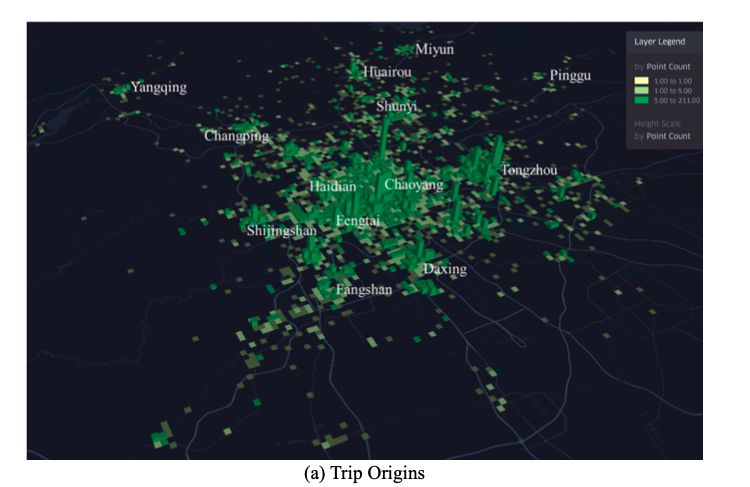 Miyun
Layer Legend
Huairou
Pinggu
by Point Count
Yangqing
1.00 to 1.00
1.00 to 5.00
5.00 to 211.00
Shunyi
Height Scale
Changping
by Point Count
Tongzhou
Haidian
Chaoyang
Fengtai
Shijingshan
Daxing
Fangshan
(a) Trip Origins